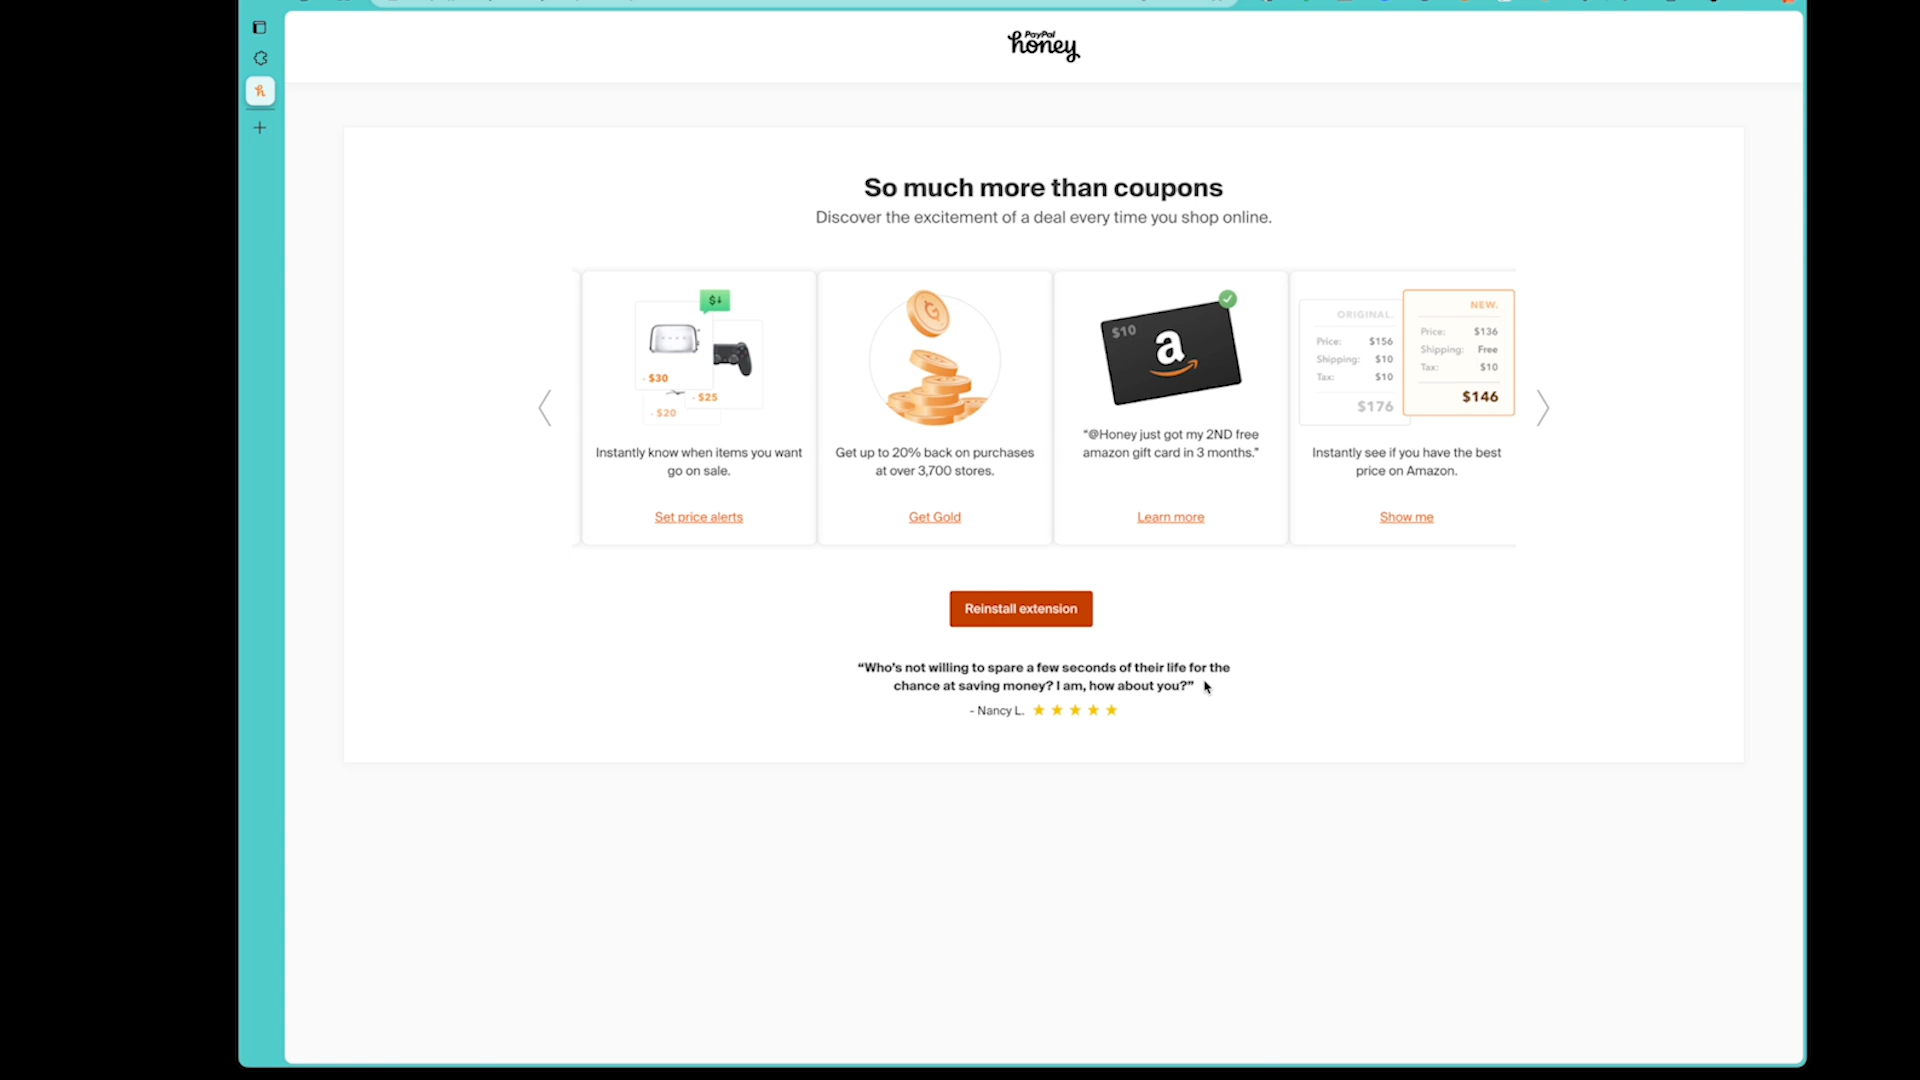 PayPal
honey
So much more than coupons
Discover the excitement of a deal every time you shop online.
$↓
- $30
- $25
- $20
Instantly know when items you want
go on sale.
Set price alerts
Get up to 20% back on purchases
at over 3,700 stores.
Get Gold
$10
a
"@Honey just got my 2ND free
amazon gift card in 3 months."
Learn more
ORIGINAL.
Price: $156
Shipping: $10
Tax: $10
$176
NEW.
Price: $136
Shipping: Free
Tax: $10
$146
Instantly see if you have the best
price on Amazon.
Show me
Reinstall extension
“Who's not willing to spare a few seconds of their life for the
chance at saving money? I am, how about you?”
- Nancy L.